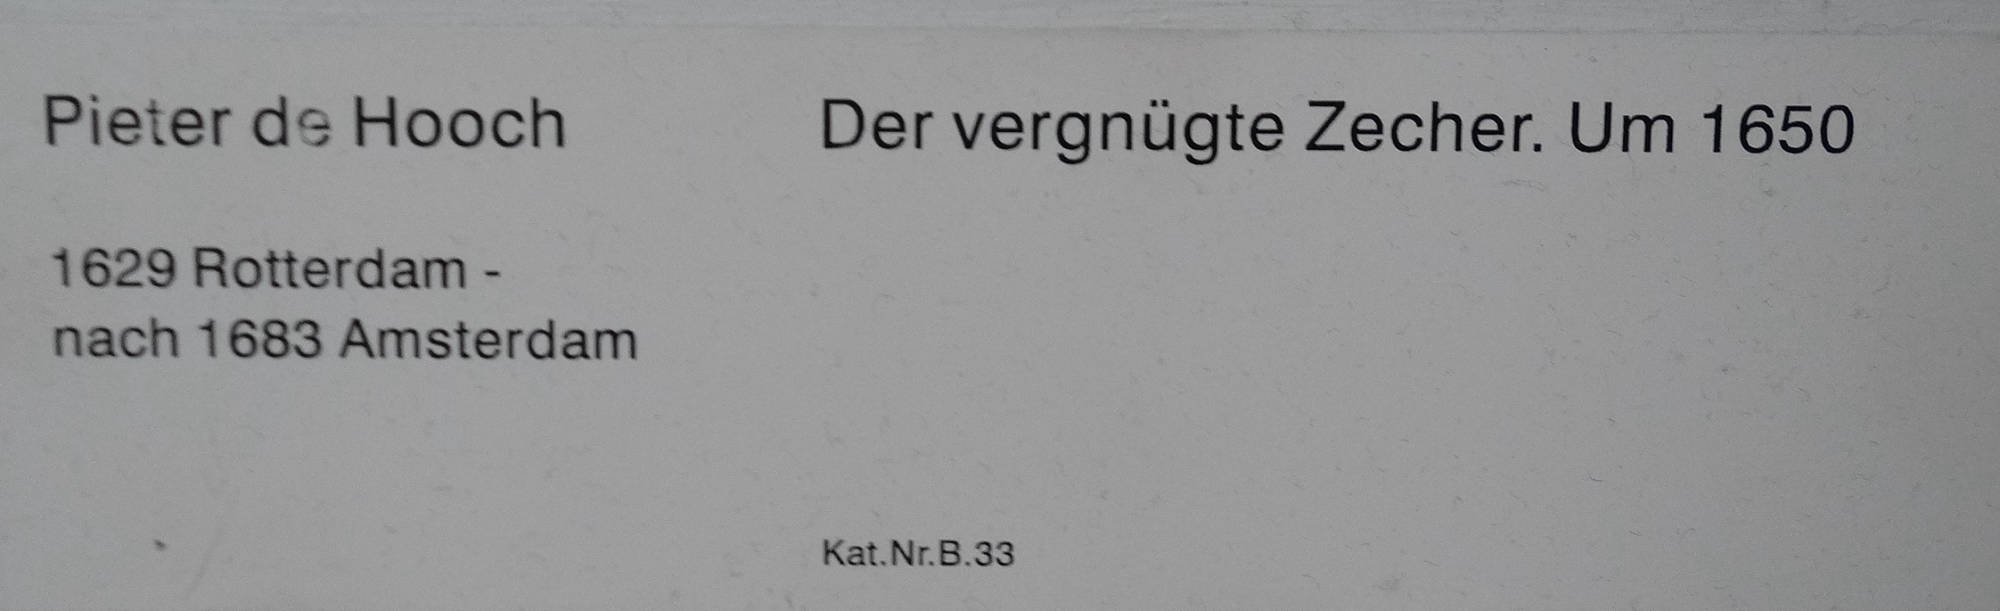 Pieter de Hooch
Der vergnügte Zecher. Um 1650
1629 Rotterdam -
nach 1683 Amsterdam
Kat.Nr.B.33